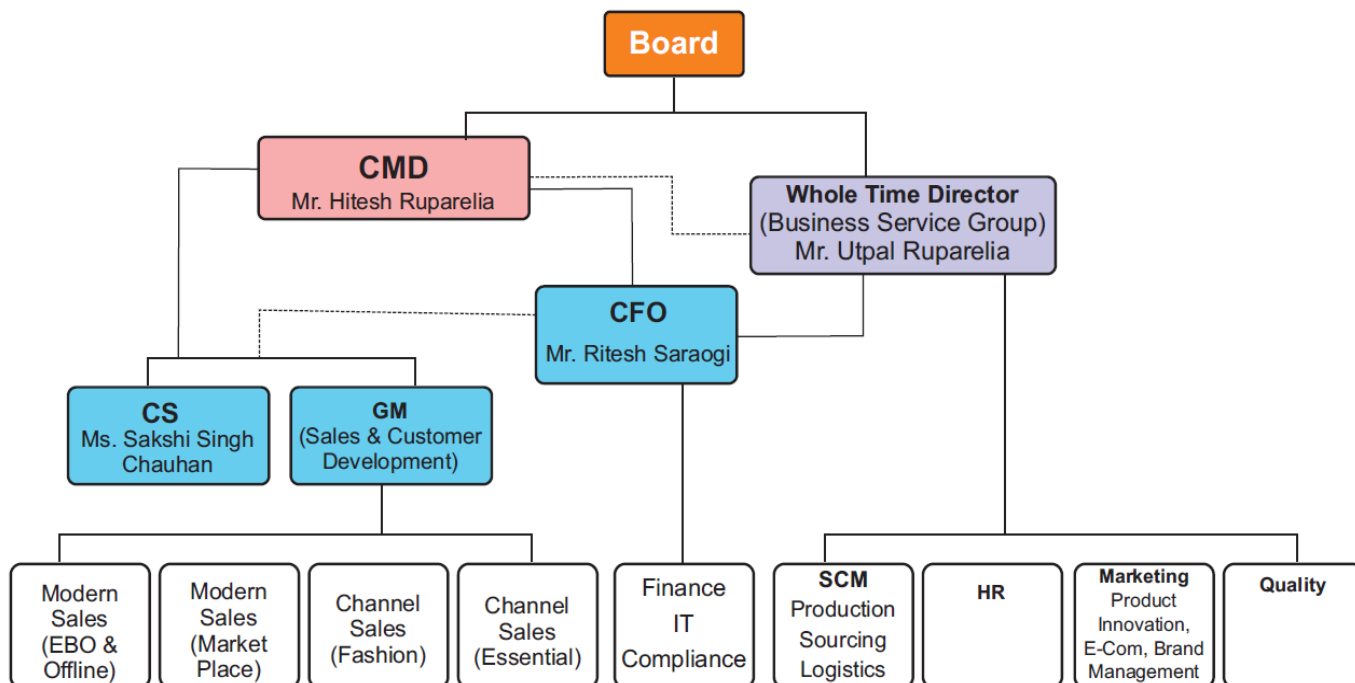 Board
CMD
Mr. Hitesh Ruparelia
Whole Time Director
(Business Service Group)
Mr. Utpal Ruparelia
CFO
Mr. Ritesh Saraogi
CS
Ms. Sakshi Singh
Chauhan
GM
(Sales & Customer
Development)
Modern
Sales
(EBO &
Offline)
Modern
Sales
(Market
Place)
Channel
Sales
(Fashion)
Channel
Sales
(Essential)
Finance
IT
Compliance
SCM
Production
Sourcing
Logistics
HR
Marketing
Product
Innovation,
E-Com, Brand
Management
Quality